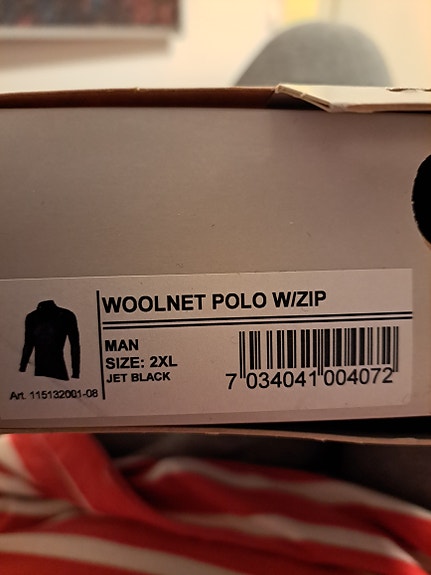 WOOLNET POLO W/ZIP
MAN
SIZE: 2XL
JET BLACK
7 034041 004072
Art. 115132001-08